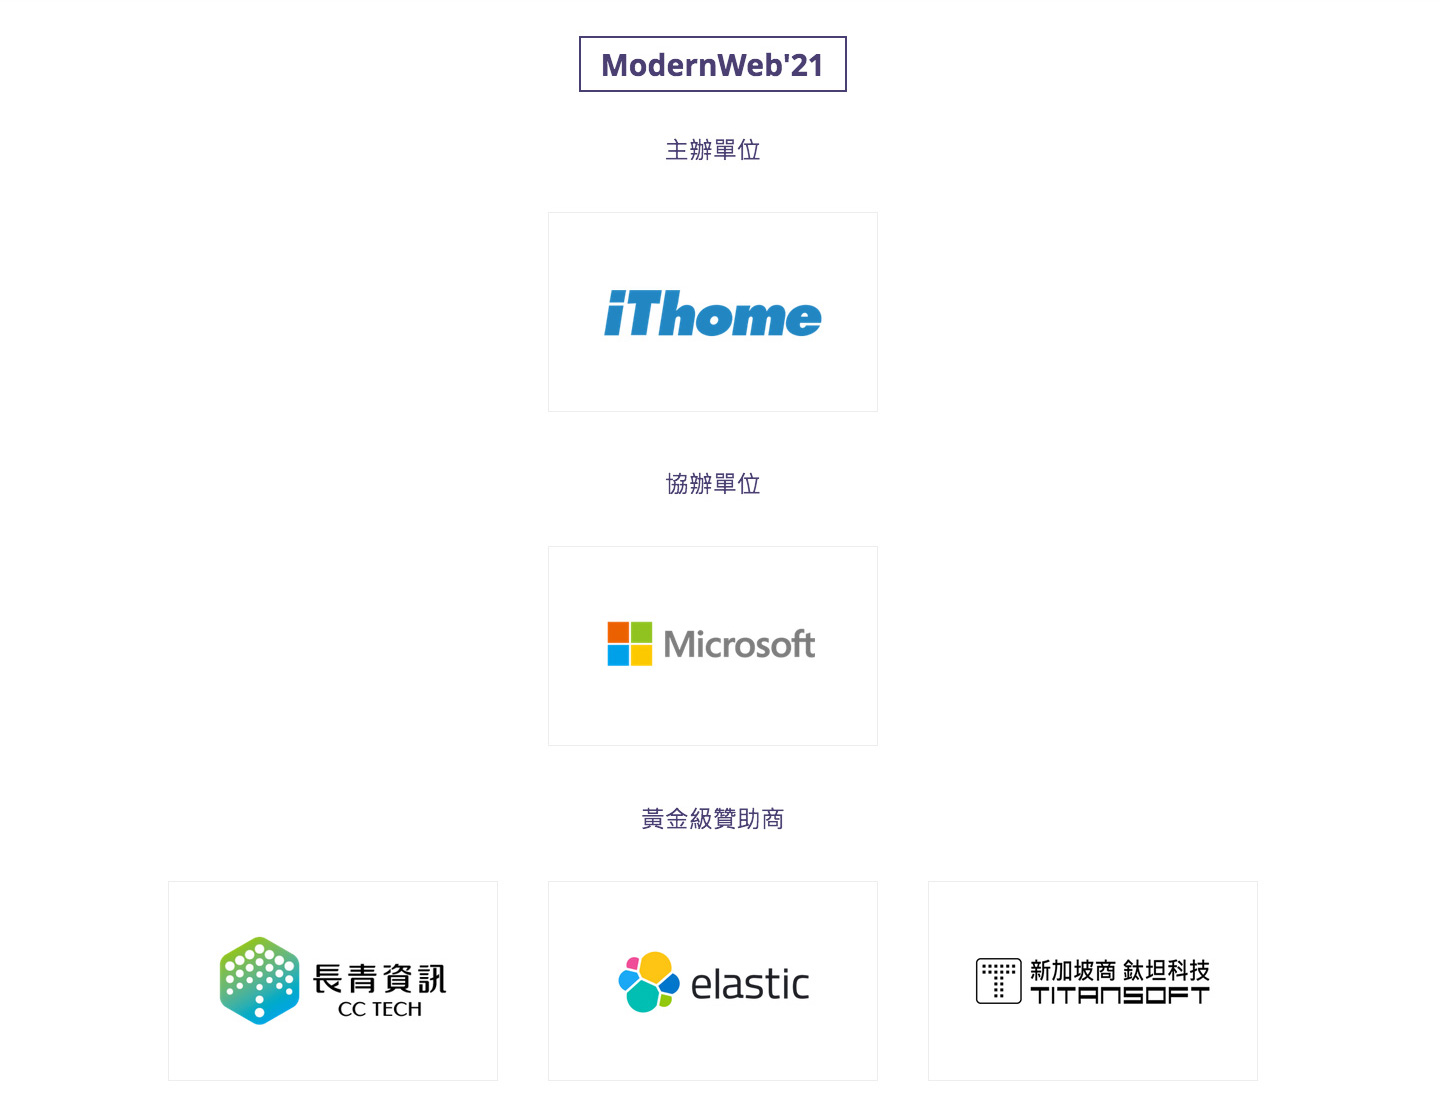 ModernWeb'21
主辦單位
iThome
協辦單位
Microsoft
黃金級贊助商
長青資訊
CC TECH
elastic
新加坡商 鈦坦科技
TITANSOFT